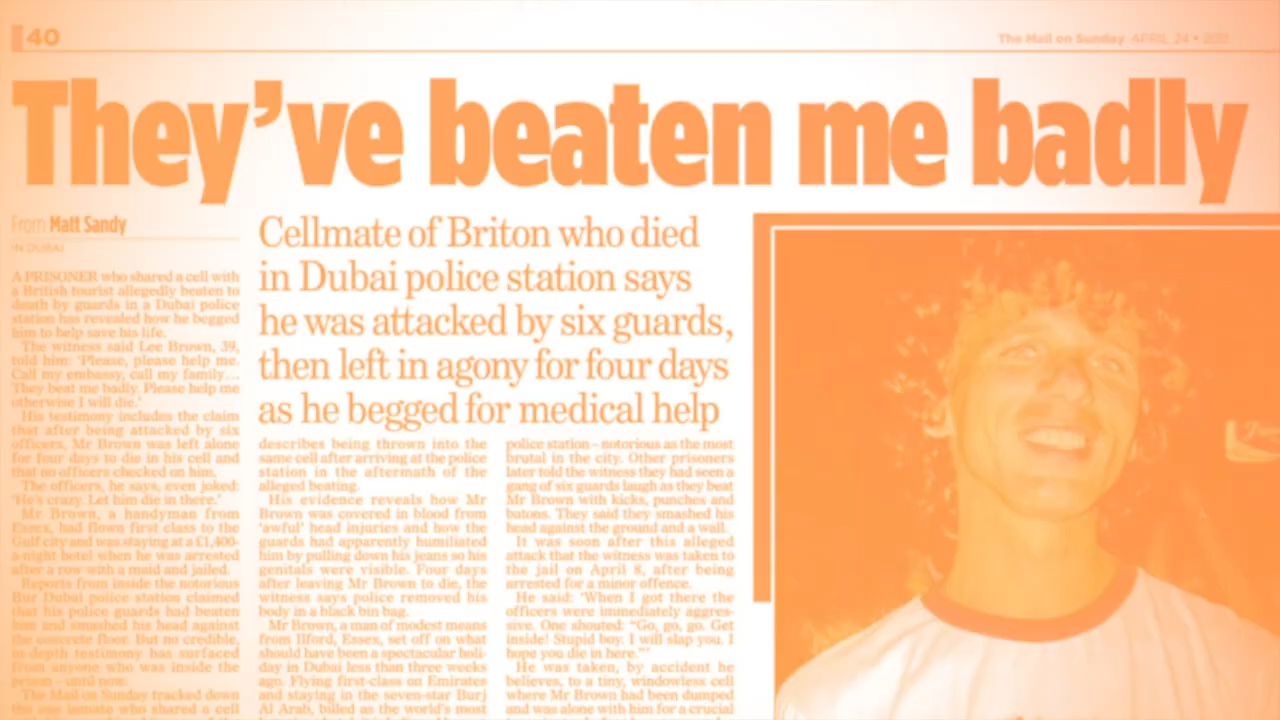 40
The Mail on Sunday APRIL 24 • 2011
They've beaten me badly
From Matt Sandy
IN DUBAI
A PRISONER who shared a cell with
a British tourist allegedly beaten to
death by guards in a Dubai police
station has revealed how he begged
him to help save his life.
The witness said Lee Brown, 39,
told him: 'Please, please help me.
Call my embassy, call my family…
They beat me badly. Please help me
otherwise I will die.'
His testimony includes the claim
that after being attacked by six
officers, Mr Brown was left alone
for four days to die in his cell and
that no officers checked on him.
The officers, he says, even joked:
'He's crazy. Let him die in there.'
Mr Brown, a handyman from
Essex, had flown first class to the
Gulf city and was staying at a £1,400-
a-night hotel when he was arrested
after a row with a maid and jailed.
Reports from inside the notorious
Bur Dubai police station claimed
that his police guards had beaten
him and smashed his head against
the concrete floor. But no credible,
in-depth testimony has surfaced
from anyone who was inside the
prison – until now.
The Mail on Sunday tracked down
the one inmate who shared a cell
Cellmate of Briton who died
in Dubai police station says
he was attacked by six guards,
then left in agony for four days
as he begged for medical help
describes being thrown into the
same cell after arriving at the police
station in the aftermath of the
alleged beating.
His evidence reveals how Mr
Brown was covered in blood from
'awful' head injuries and how the
guards had apparently humiliated
him by pulling down his jeans so his
genitals were visible. Four days
after leaving Mr Brown to die, the
witness says police removed his
body in a black bin bag.
Mr Brown, a man of modest means
from Ilford, Essex, set off on what
should have been a spectacular holi-
day in Dubai less than three weeks
ago. Flying first-class on Emirates
and staying in the seven-star Burj
Al Arab, billed as the world's most
police station – notorious as the most
brutal in the city. Other prisoners
later told the witness they had seen a
gang of six guards laugh as they beat
Mr Brown with kicks, punches and
batons. They said they smashed his
head against the ground and a wall.
It was soon after this alleged
attack that the witness was taken to
the jail on April 8, after being
arrested for a minor offence.
He said: 'When I got there the
officers were immediately aggres-
sive. One shouted: "Go, go, go. Get
inside! Stupid boy. I will slap you. I
hope you die in here."'
He was taken, by accident he
believes, to a tiny, windowless cell
where Mr Brown had been dumped
and was alone with him for a crucial